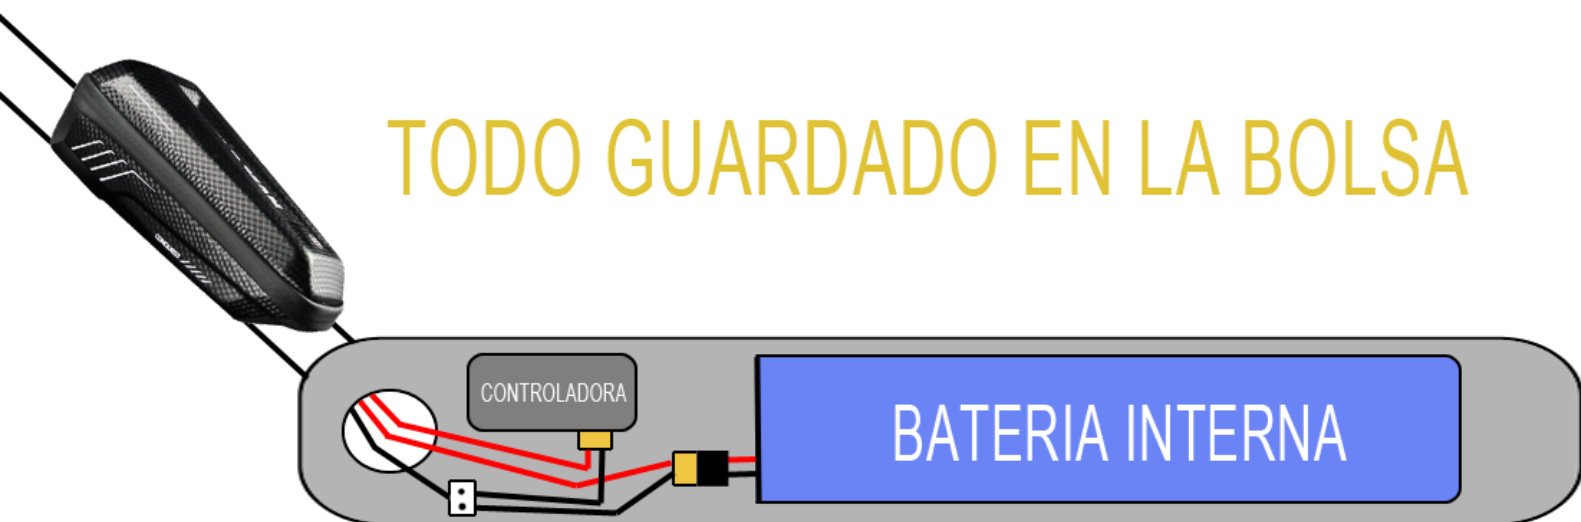 TODO GUARDADO EN LA BOLSA
CONTROLADORA
BATERIA INTERNA